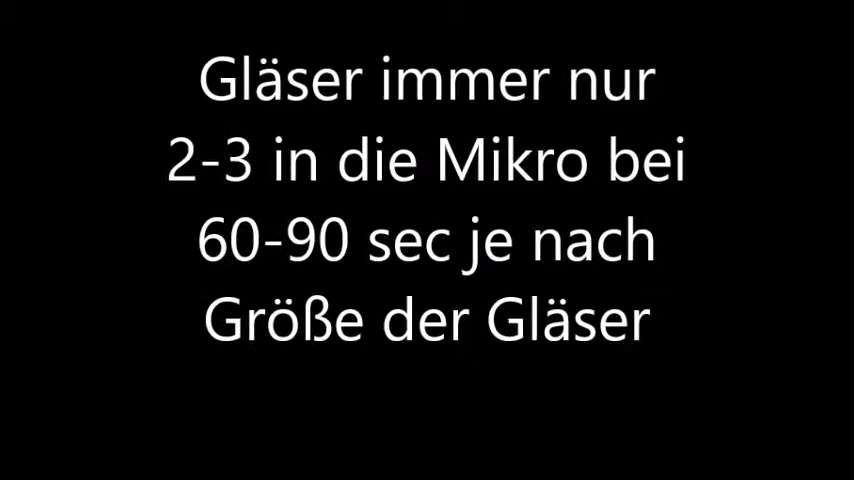 Gläser immer nur
2-3 in die Mikro bei
60-90 sec je nach
Größe der Gläser